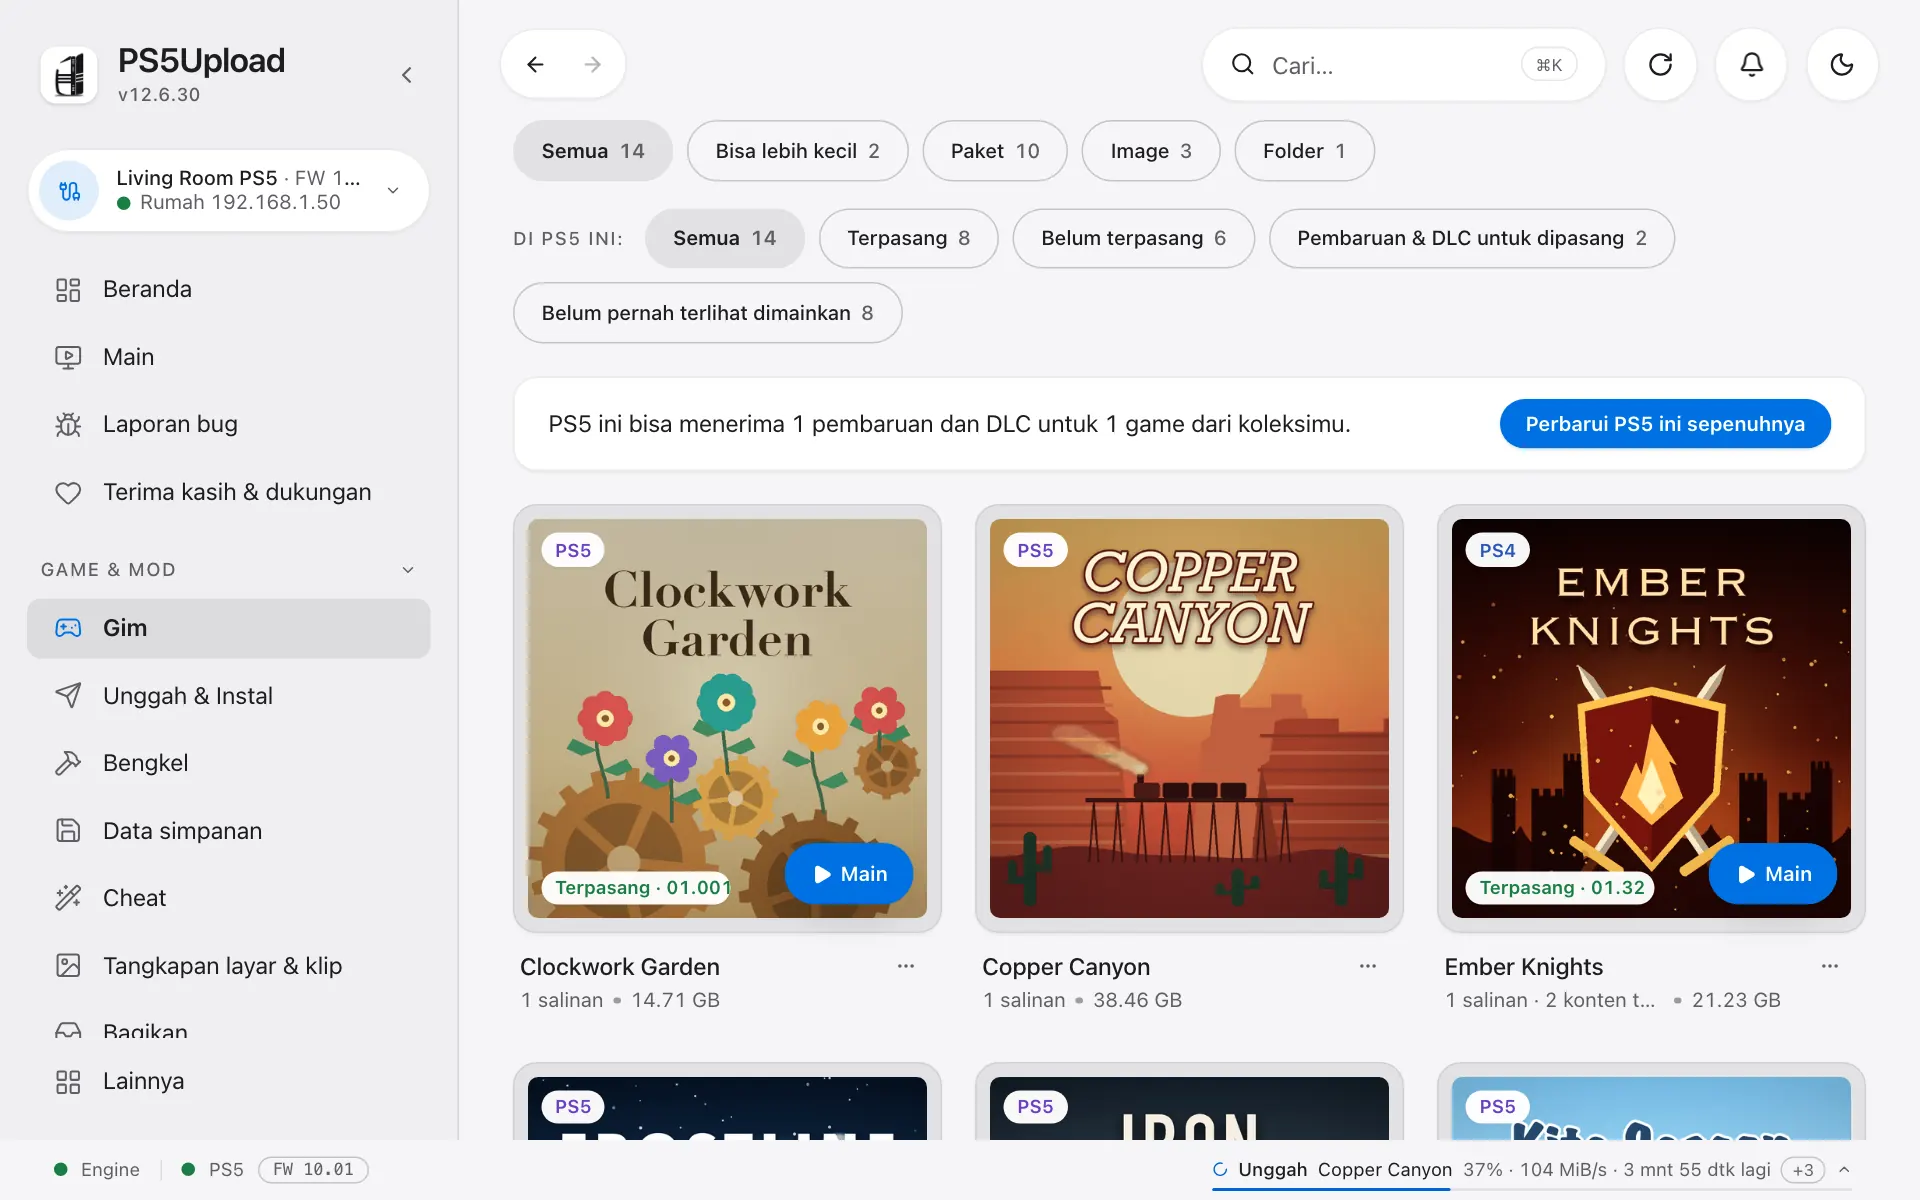 PS5Upload
v12.6.30
Living Room PS5 · FW 1...
Rumah 192.168.1.50
Beranda
Main
Laporan bug
Terima kasih & dukungan
GAME & MOD
Gim
Unggah & Instal
Bengkel
Data simpanan
Cheat
Tangkapan layar & klip
Bagikan
Lainnya
Cari...
⌘K
Semua 14
Bisa lebih kecil 2
Paket 10
Image 3
Folder 1
DI PS5 INI:
Semua 14
Terpasang 8
Belum terpasang 6
Pembaruan & DLC untuk dipasang 2
Belum pernah terlihat dimainkan 8
PS5 ini bisa menerima 1 pembaruan dan DLC untuk 1 game dari koleksimu.
Perbarui PS5 ini sepenuhnya
PS5
Clockwork
Garden
Terpasang · 01.001
Main
Clockwork Garden
1 salinan • 14.71 GB
PS5
COPPER
CANYON
Copper Canyon
1 salinan • 38.46 GB
PS4
EMBER
KNIGHTS
Terpasang · 01.32
Main
Ember Knights
1 salinan · 2 konten t... • 21.23 GB
PS5
PS5
IRON
PS5
Engine
PS5
FW 10.01
Unggah Copper Canyon 37% · 104 MiB/s · 3 mnt 55 dtk lagi
+3